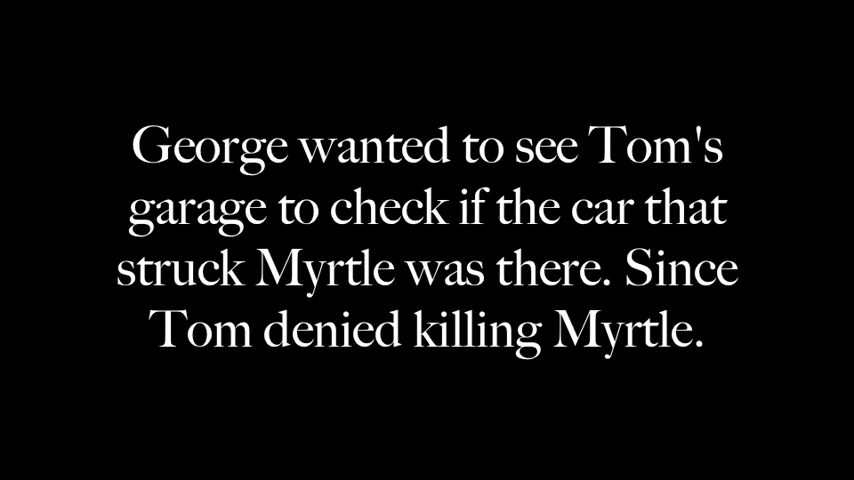 George wanted to see Tom's
garage to check if the car that
struck Myrtle was there. Since
Tom denied killing Myrtle.